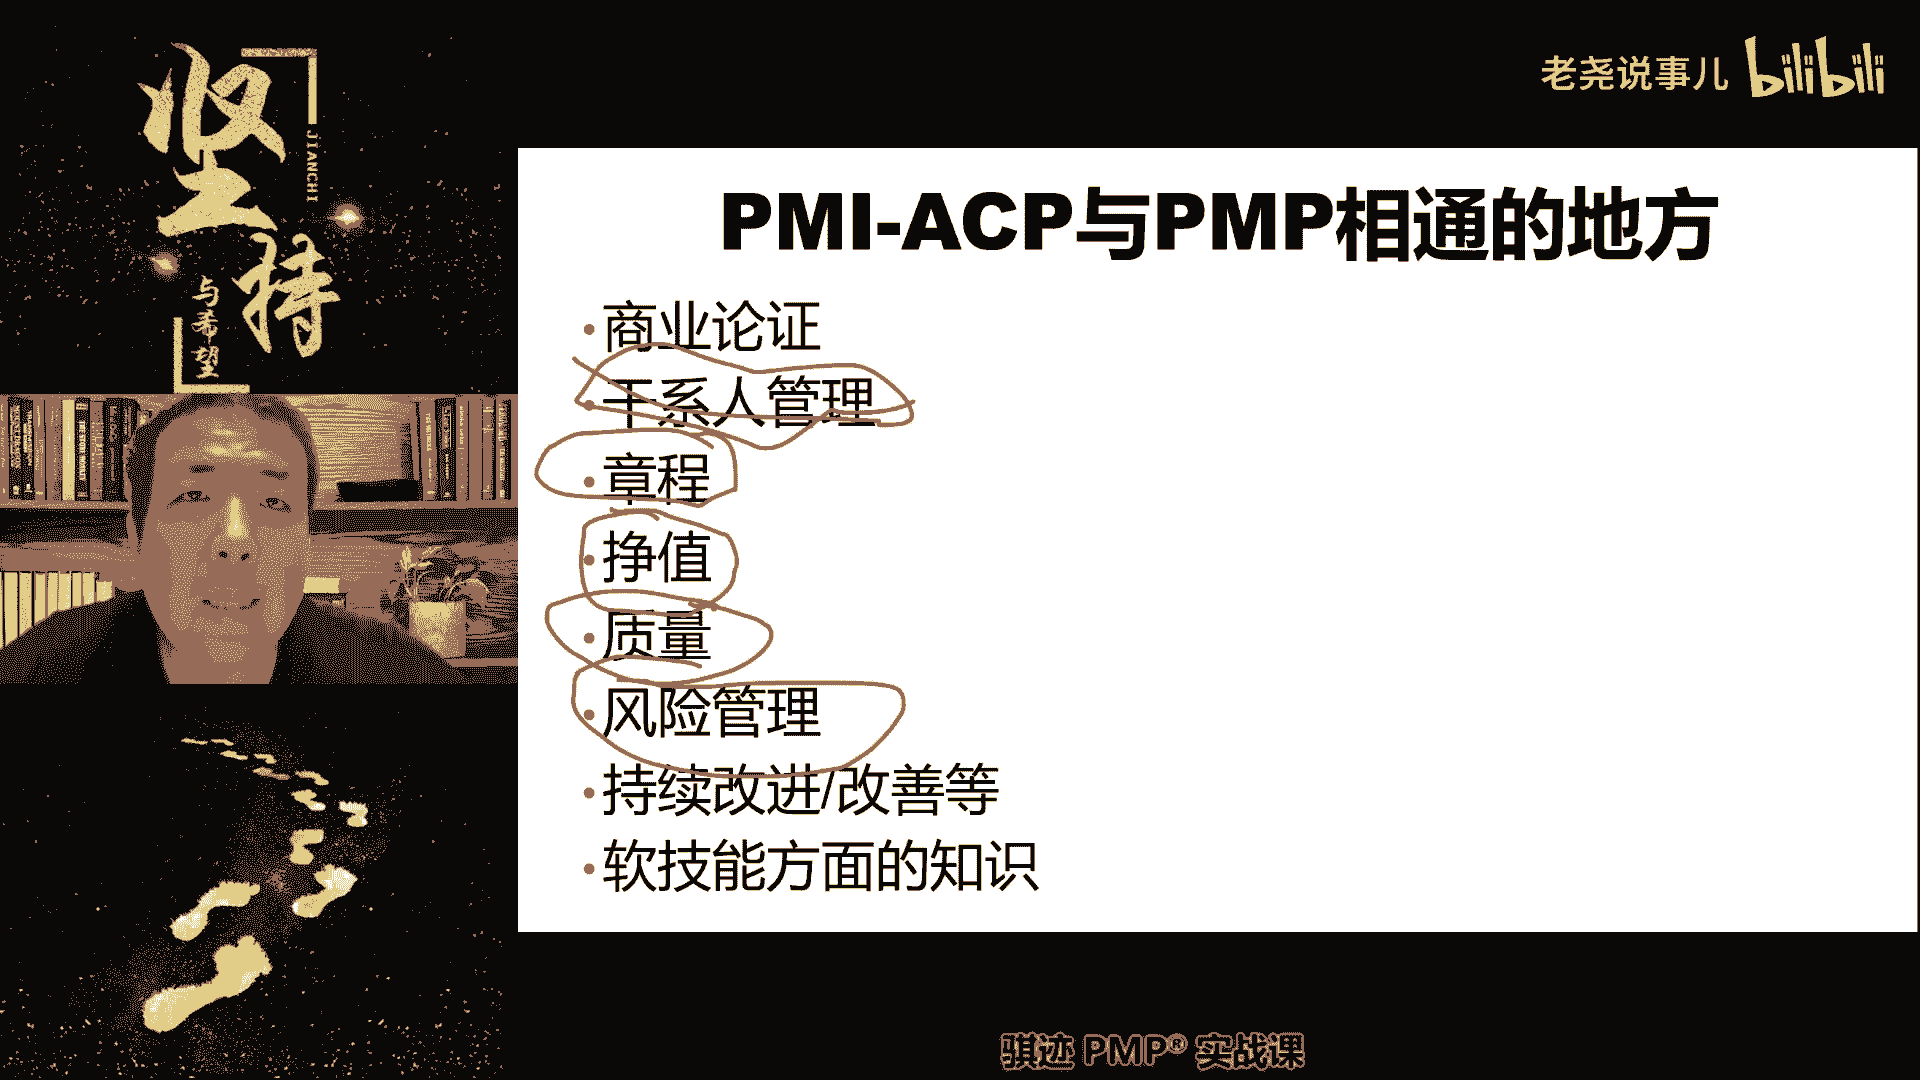 坚持
JIANCHI
与希望
老尧说事儿 bilibili
PMI-ACP与PMP相通的地方
•商业论证
•干系人管理
•章程
•挣值
•质量
•风险管理
•持续改进/改善等
•软技能方面的知识
骐迹 PMP® 实战课